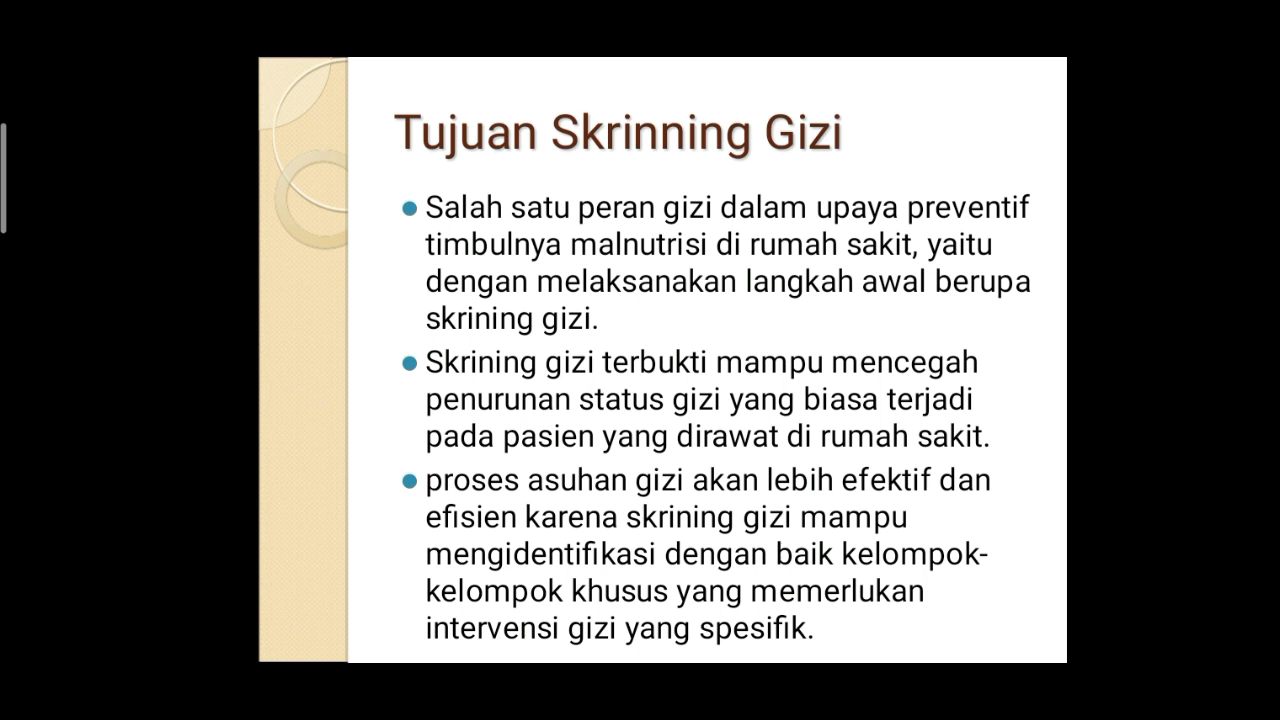 Tujuan Skrinning Gizi
Salah satu peran gizi dalam upaya preventif
timbulnya malnutrisi di rumah sakit, yaitu
dengan melaksanakan langkah awal berupa
skrining gizi.
Skrining gizi terbukti mampu mencegah
penurunan status gizi yang biasa terjadi
pada pasien yang dirawat di rumah sakit.
proses asuhan gizi akan lebih efektif dan
efisien karena skrining gizi mampu
mengidentifikasi dengan baik kelompok-
kelompok khusus yang memerlukan
intervensi gizi yang spesifik.